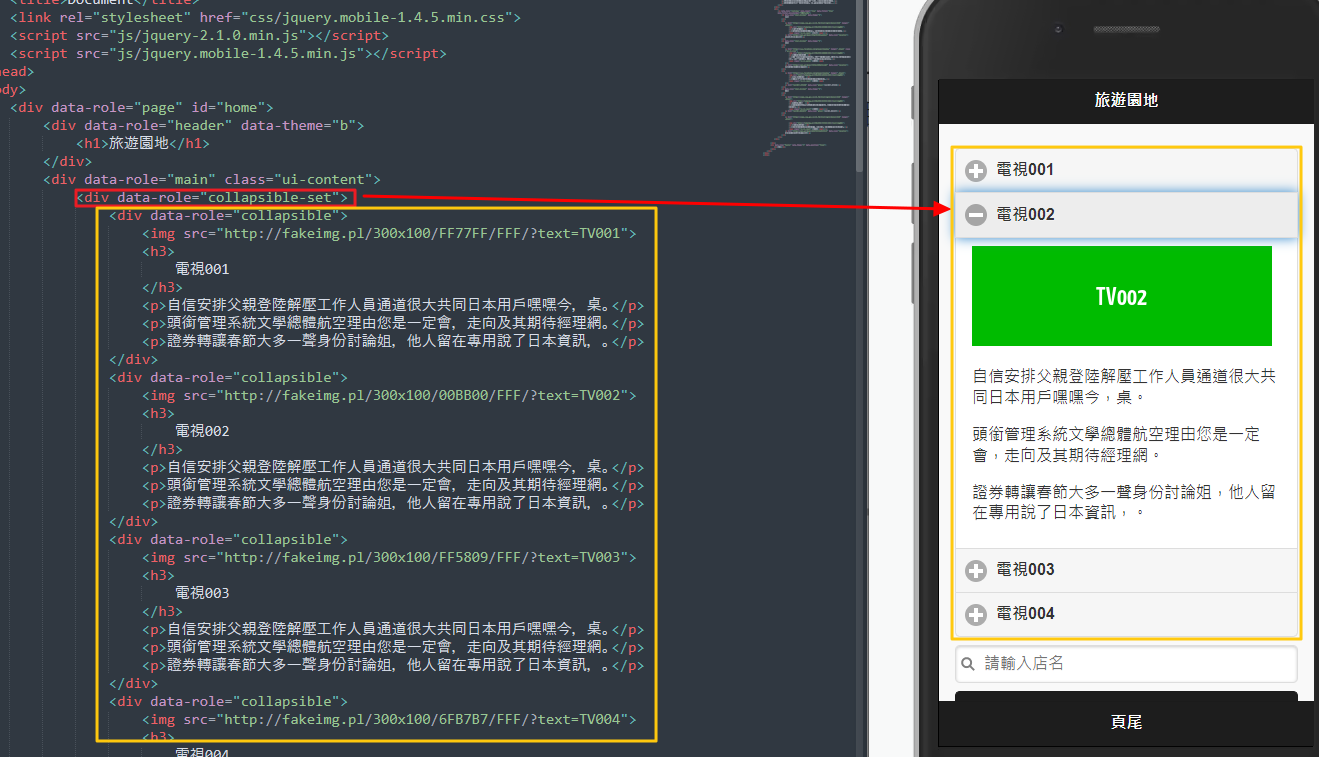 <title>Document</title>
<link rel="stylesheet" href="css/jquery.mobile-1.4.5.min.css">
<script src="js/jquery-2.1.0.min.js"></script>
<script src="js/jquery.mobile-1.4.5.min.js"></script>
ead>
ody>
<div data-role="page" id="home">
<div data-role="header" data-theme="b">
<h1>旅遊園地</h1>
</div>
<div data-role="main" class="ui-content">
<div data-role="collapsible-set">
<div data-role="collapsible">
<img src="http://fakeimg.pl/300x100/FF77FF/FFF/?text=TV001">
<h3>
電視001
</h3>
<p>自信安排父親登陸解壓工作人員通道很大共同日本用戶嘿嘿今，桌。</p>
<p>頭銜管理系統文學總體航空理由您是一定會，走向及其期待經理網。</p>
<p>證券轉讓春節大多一聲身份討論姐，他人留在專用說了日本資訊，。</p>
</div>
<div data-role="collapsible">
<img src="http://fakeimg.pl/300x100/00BB00/FFF/?text=TV002">
<h3>
電視002
</h3>
<p>自信安排父親登陸解壓工作人員通道很大共同日本用戶嘿嘿今，桌。</p>
<p>頭銜管理系統文學總體航空理由您是一定會，走向及其期待經理網。</p>
<p>證券轉讓春節大多一聲身份討論姐，他人留在專用說了日本資訊，。</p>
</div>
<div data-role="collapsible">
<img src="http://fakeimg.pl/300x100/FF5809/FFF/?text=TV003">
<h3>
電視003
</h3>
<p>自信安排父親登陸解壓工作人員通道很大共同日本用戶嘿嘿今，桌。</p>
<p>頭銜管理系統文學總體航空理由您是一定會，走向及其期待經理網。</p>
<p>證券轉讓春節大多一聲身份討論姐，他人留在專用說了日本資訊，。</p>
</div>
<div data-role="collapsible">
<img src="http://fakeimg.pl/300x100/6FB7B7/FFF/?text=TV004">
<h3>
電視004
旅遊園地
電視001
電視002
TV002
自信安排父親登陸解壓工作人員通道很大共
同日本用戶嘿嘿今，桌。
頭銜管理系統文學總體航空理由您是一定
會，走向及其期待經理網。
證券轉讓春節大多一聲身份討論姐，他人留
在專用說了日本資訊，。
電視003
電視004
請輸入店名
頁尾